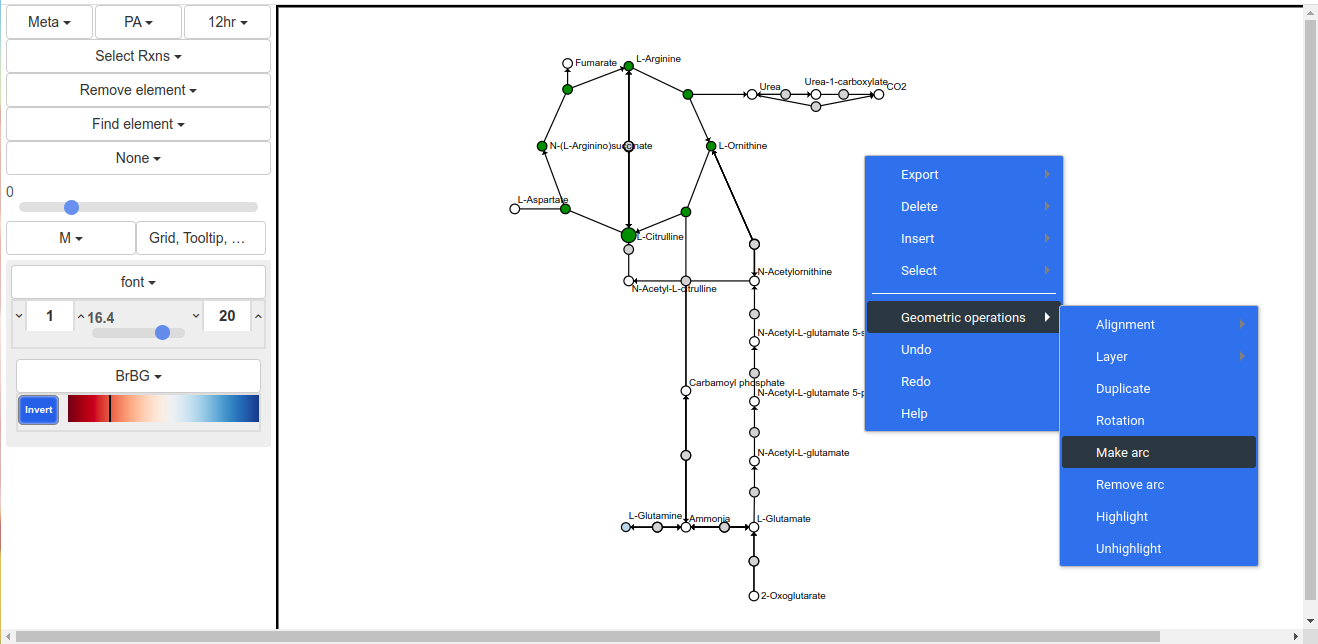 Meta
PA
12hr
Select Rxns
Remove element
Find element
None
0
M
Grid, Tooltip, ...
font
1
16.4
20
BrBG
Invert
Fumarate
L-Arginine
Urea
Urea-1-carboxylate
CO2
N-(L-Arginino)succinate
L-Ornithine
L-Aspartate
L-Citrulline
N-Acetylornithine
N-Acetyl-L-citrulline
N-Acetyl-L-glutamate 5-s
Carbamoyl phosphate
N-Acetyl-L-glutamate 5-p
N-Acetyl-L-glutamate
L-Glutamine
Ammonia
L-Glutamate
2-Oxoglutarate
Export
Delete
Insert
Select
Geometric operations
Undo
Redo
Help
Alignment
Layer
Duplicate
Rotation
Make arc
Remove arc
Highlight
Unhighlight